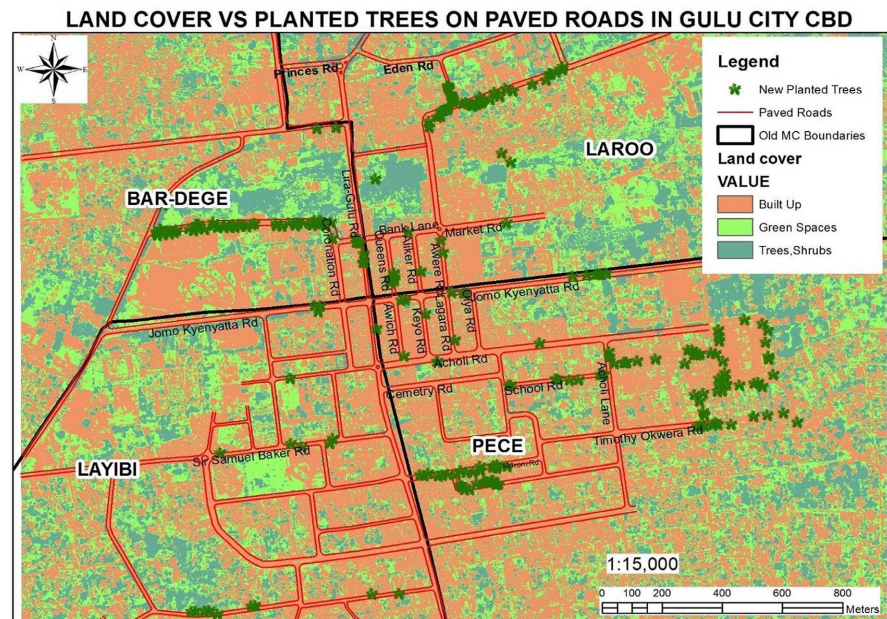 LAND COVER VS PLANTED TREES ON PAVED ROADS IN GULU CITY CBD
N
W
E
S
Legend
New Planted Trees
Paved Roads
Old MC Boundaries
Land cover
VALUE
Built Up
Green Spaces
Trees,Shrubs
Princes Rd
Eden Rd
LAROO
BAR-DEGE
Lira-Gulu Rd
Coronation Rd
Bank Lane
Market Rd
Queens Rd
Aliker Rd
Awere Rd
Jomo Kyenyatta Rd
Jomo Kyenyatta Rd
Awich Rd
Keyo Rd
Lagara Rd
Acholi Rd
Cemetry Rd
School Rd
Acholi Lane
PECE
Timothy Okwera Rd
LAYIBI
Sir Samuel Baker Rd
1:15,000
0 100 200 400 600 800
Meters